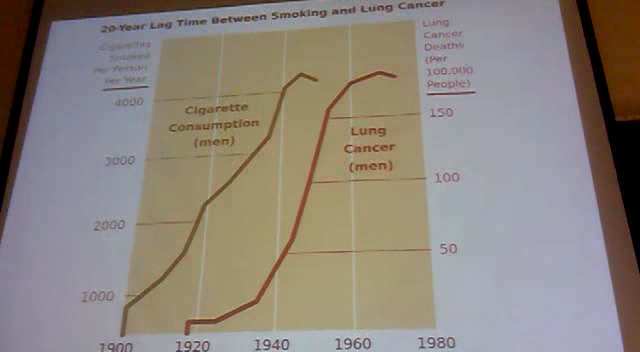 20-Year Lag Time Between Smoking and Lung Cancer
Cigarettes
Smoked
Per Person
Per Year
Lung
Cancer
Deaths
(Per
100,000
People)
4000
3000
2000
1000
Cigarette
Consumption
(men)
Lung
Cancer
(men)
150
100
50
1900
1920
1940
1960
1980